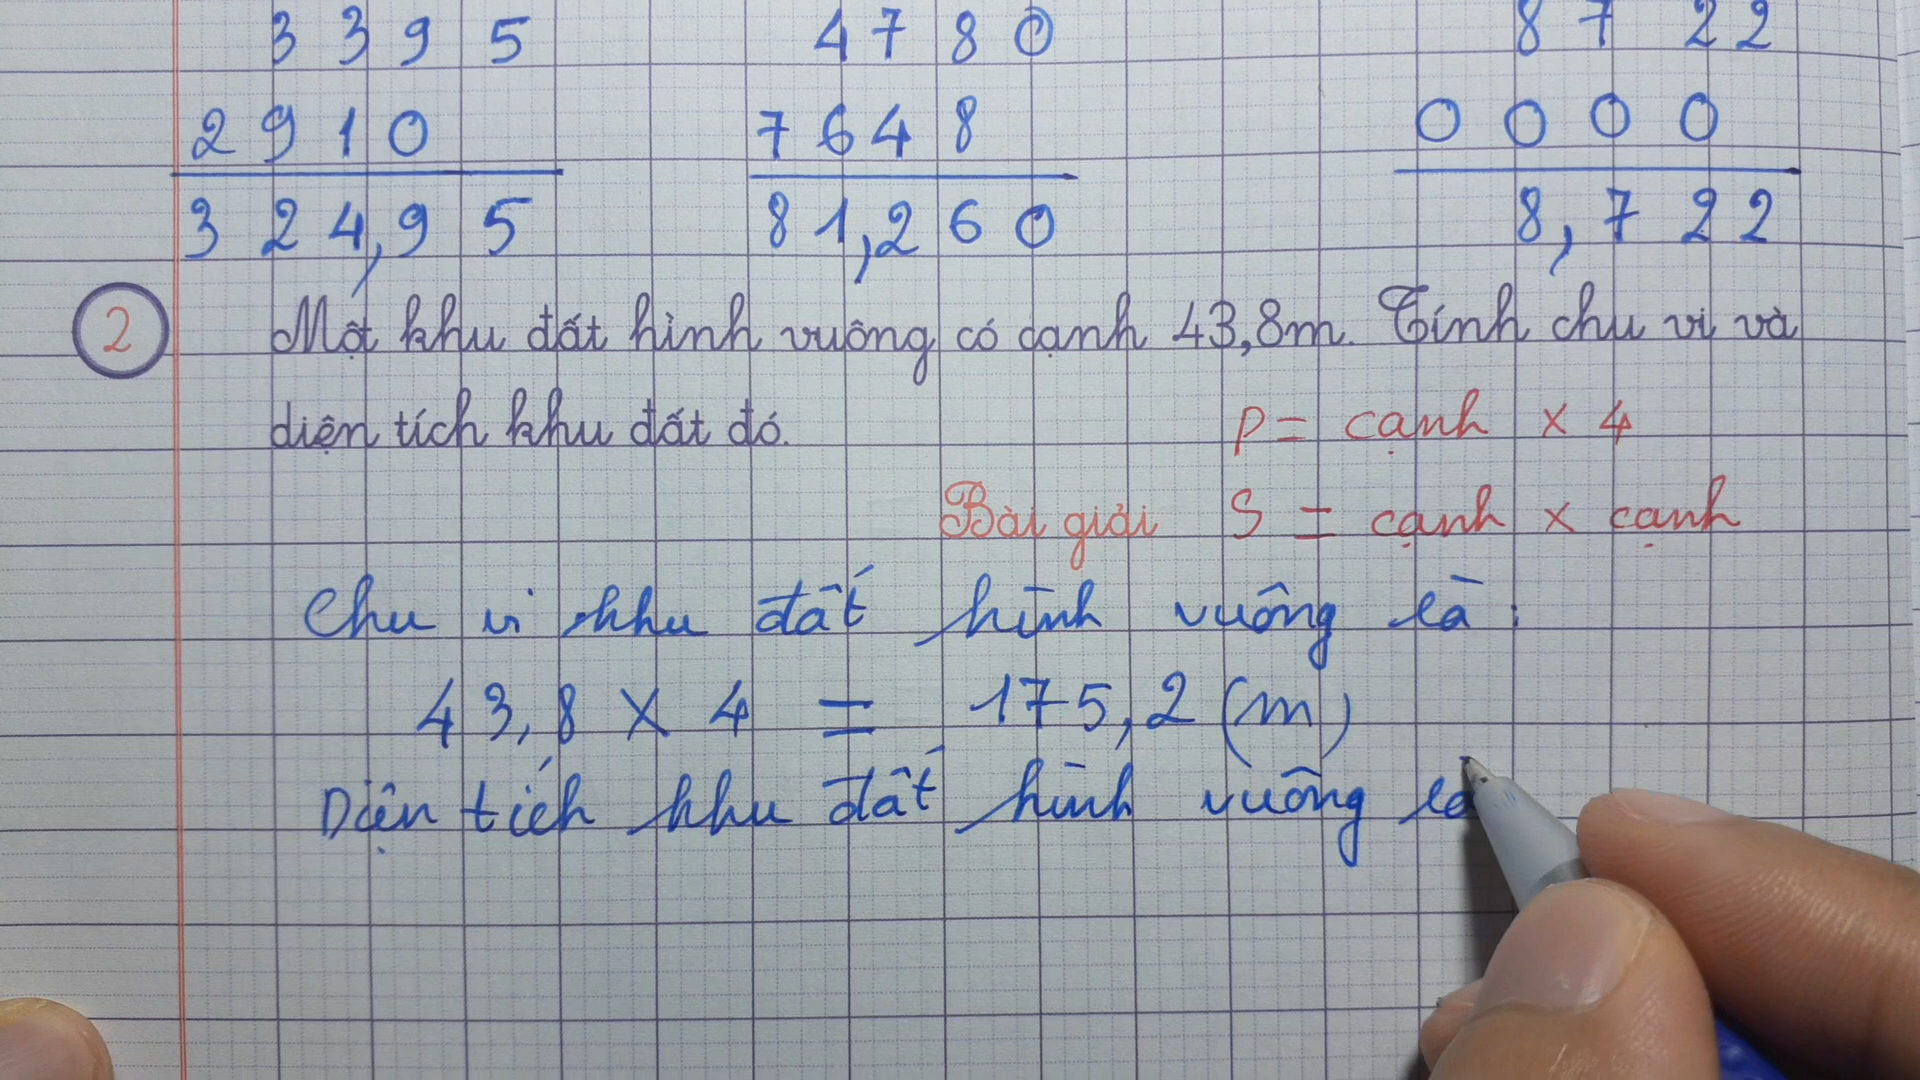 3 3 9 5 4 7 8 0 8 7 2 2
2 9 1 0 7 6 4 8 0 0 0 0
3 2 4,9 5 8 1,2 6 0 8,7 2 2
2 Một khu đất hình vuông có cạnh 43,8m. Tính chu vi và
diện tích khu đất đó. P = cạnh x 4
Bài giải S = cạnh x cạnh
Chu vi khu đất hình vuông là:
43,8 x 4 = 175,2 (m)
Diện tích khu đất hình vuông là